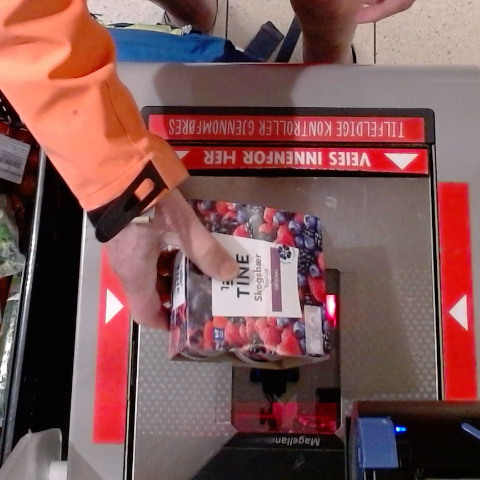 TILFELDIGE KONTROLLER GJENNOMFØRES
VEIES INNENFOR HER
TINE
Skogsbær
Magellan